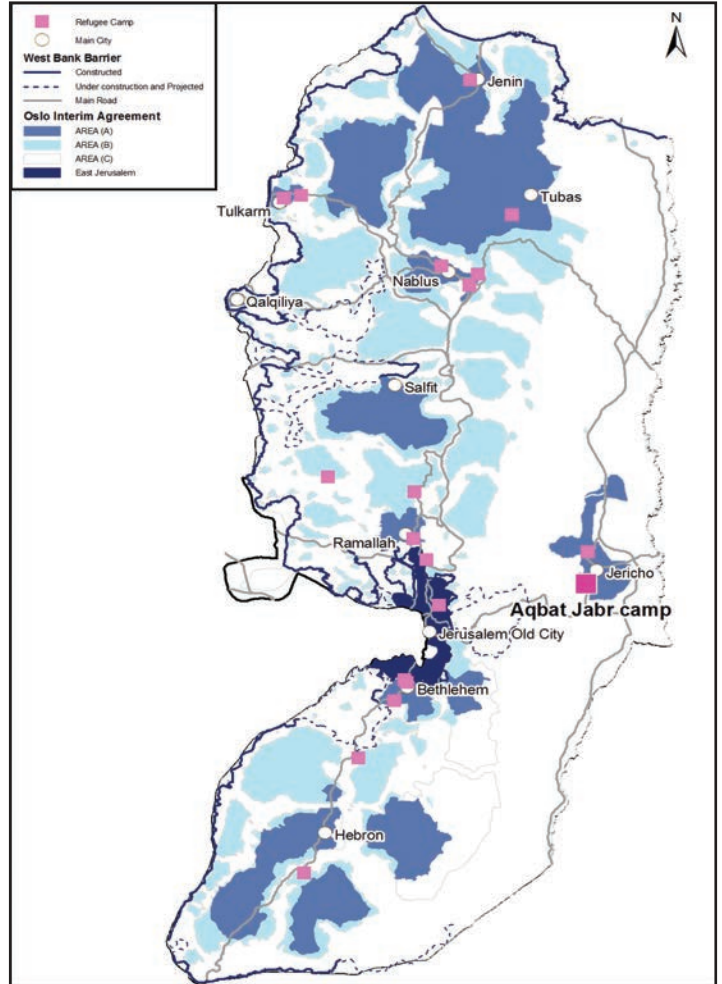 Refugee Camp
Main City
West Bank Barrier
Constructed
Under construction and Projected
Main Road
Oslo Interim Agreement
AREA (A)
AREA (B)
AREA (C)
East Jerusalem
N
Jenin
Tubas
Tulkarm
Nablus
Qalqiliya
Salfit
Ramallah
Jericho
Aqbat Jabr camp
Jerusalem Old City
Bethlehem
Hebron